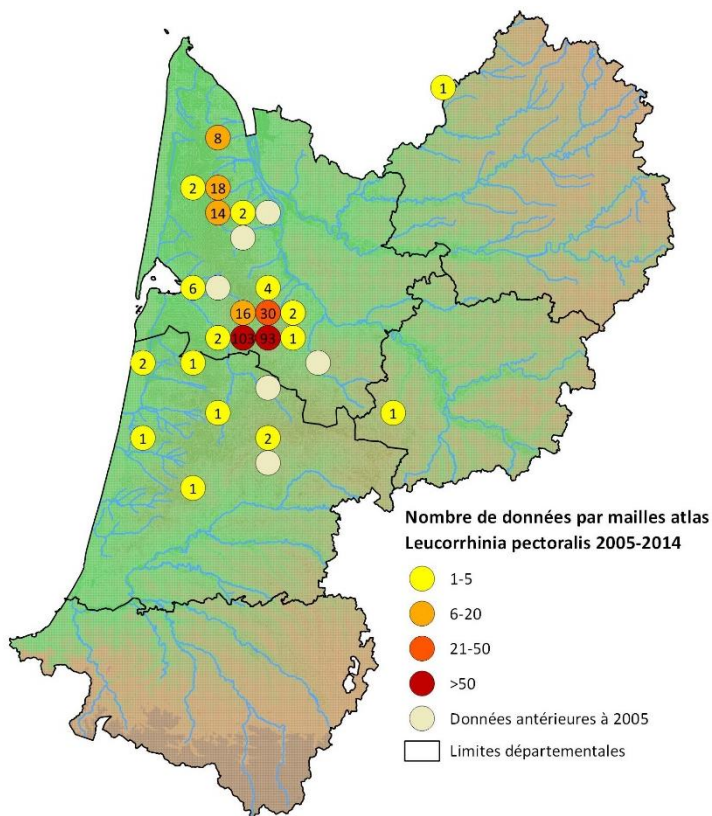 1
8
2 18
14 2
6 4
16 30 2
2 103 93 1
2 1
1 1
1 2
1
Nombre de données par mailles atlas
Leucorrhinia pectoralis 2005-2014
1-5
6-20
21-50
>50
Données antérieures à 2005
Limites départementales